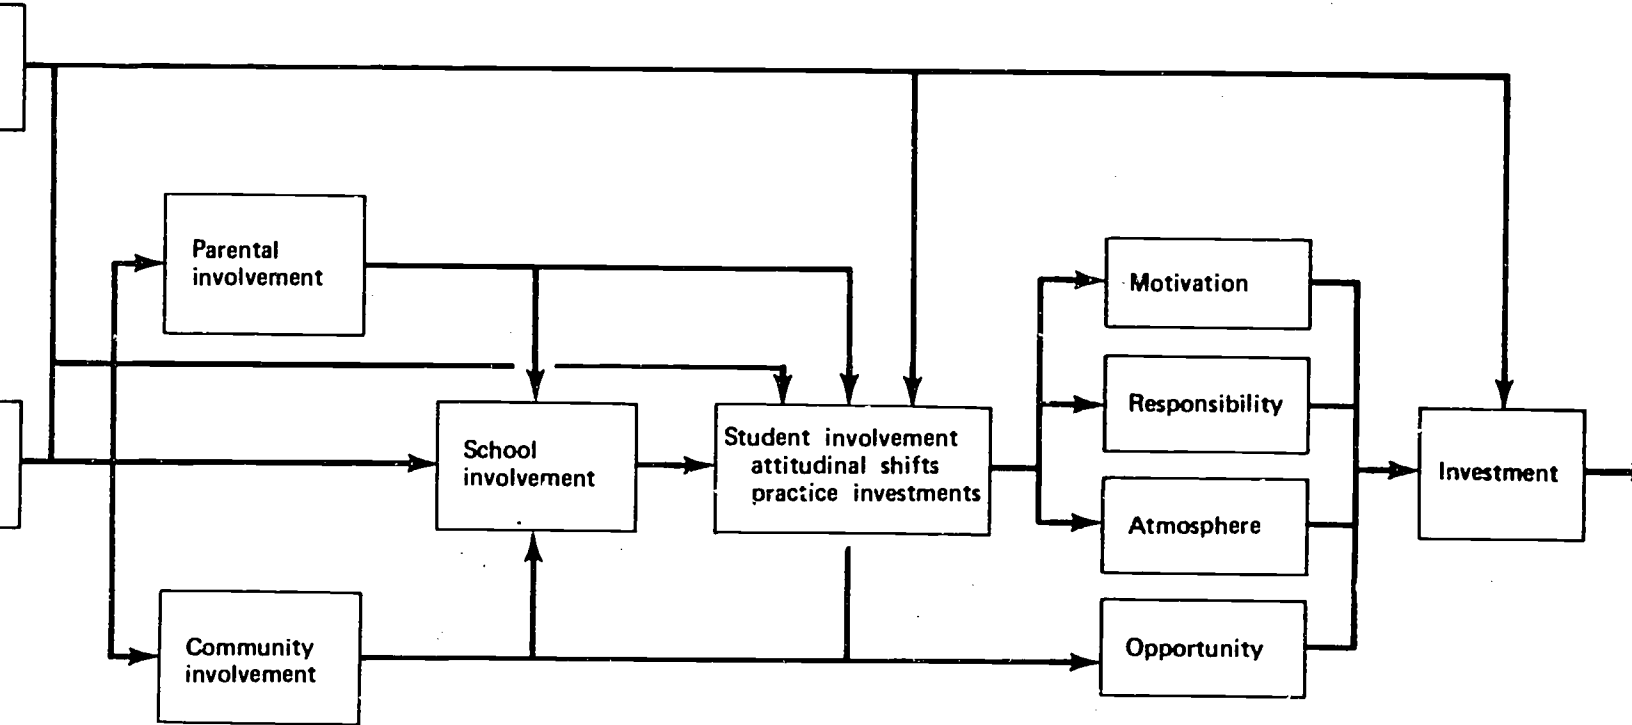 Parental
involvement
School
involvement
Community
involvement
Student involvement
attitudinal shifts
practice investments
Motivation
Responsibility
Atmosphere
Opportunity
Investment